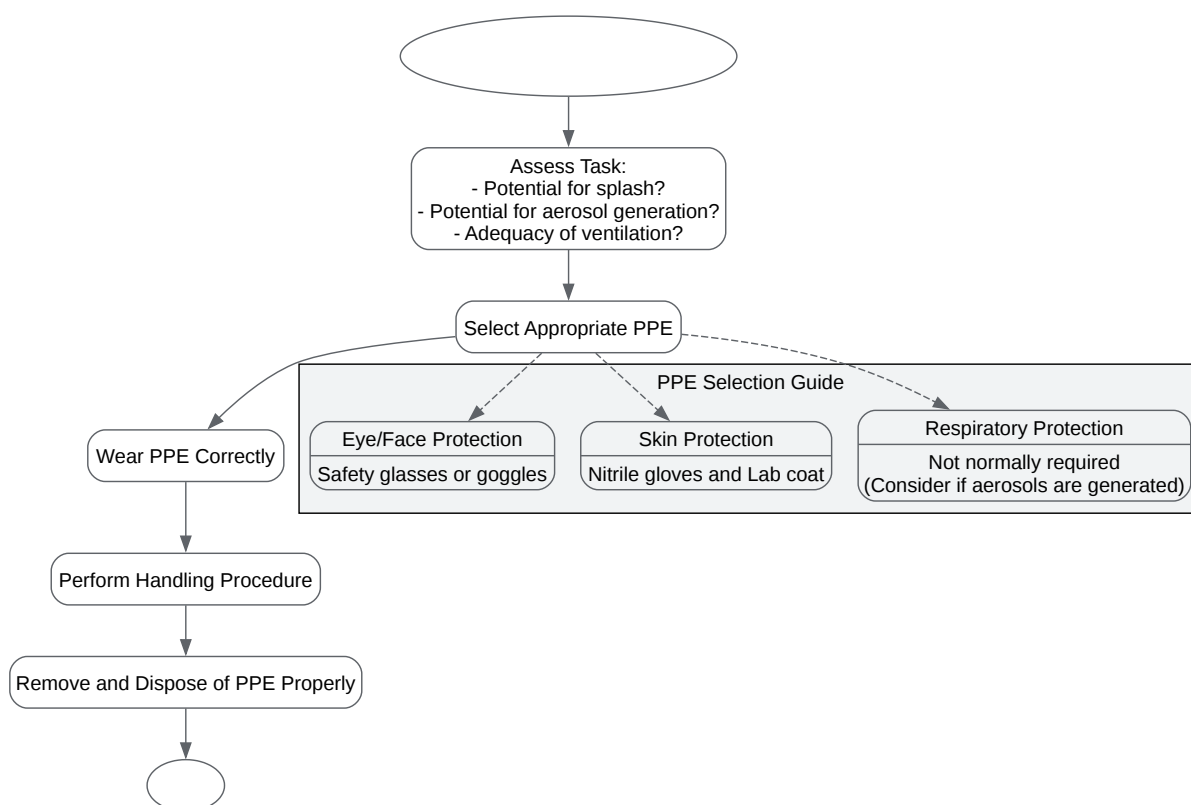 Assess Task:
- Potential for splash?
- Potential for aerosol generation?
- Adequacy of ventilation?
Select Appropriate PPE
PPE Selection Guide
Eye/Face Protection
Safety glasses or goggles
Skin Protection
Nitrile gloves and Lab coat
Respiratory Protection
Not normally required
(Consider if aerosols are generated)
Wear PPE Correctly
Perform Handling Procedure
Remove and Dispose of PPE Properly